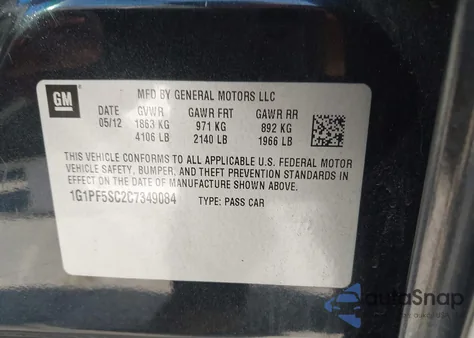 GM
MFD BY GENERAL MOTORS LLC
DATE GVWR GAWR FRT GAWR RR
05/12 1863 KG 971 KG 892 KG
4106 LB 2140 LB 1966 LB
THIS VEHICLE CONFORMS TO ALL APPLICABLE U.S. FEDERAL MOTOR
VEHICLE SAFETY, BUMPER, AND THEFT PREVENTION STANDARDS IN
EFFECT ON THE DATE OF MANUFACTURE SHOWN ABOVE.
1G1PF5SC2C7349084 TYPE: PASS CAR
autoSnap